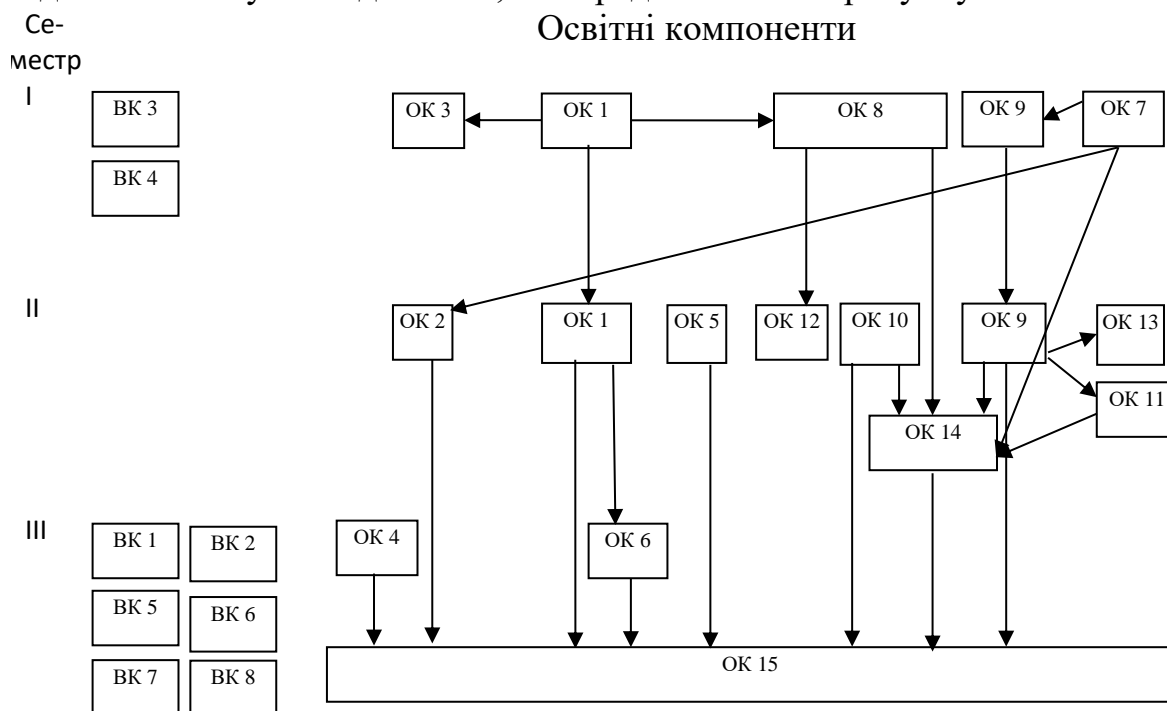 Освітні компоненти
Се-
местр
I
ВК 3
ОК 3
ОК 1
ОК 8
ОК 9
ОК 7
ВК 4
II
ОК 2
ОК 1
ОК 5
ОК 12
ОК 10
ОК 9
ОК 13
ОК 11
ОК 14
III
ВК 1
ВК 2
ОК 4
ОК 6
ВК 5
ВК 6
ОК 15
ВК 7
ВК 8